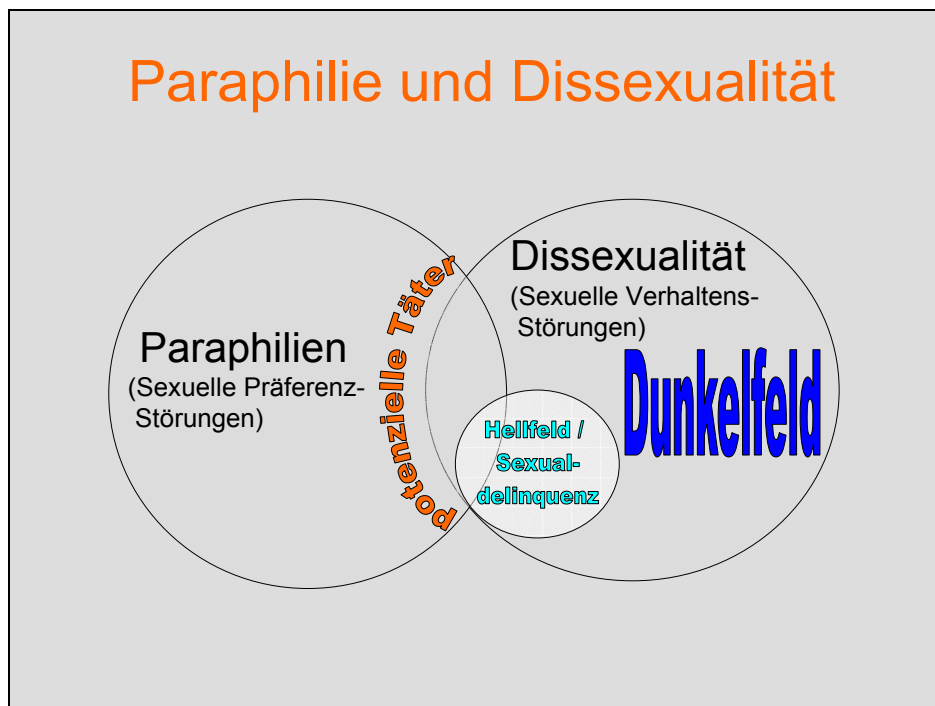 Paraphilie und Dissexualität
Paraphilien
(Sexuelle Präferenz-
Störungen)
potenzielle Täter
Dissexualität
(Sexuelle Verhaltens-
Störungen)
Dunkelfeld
Hellfeld /
Sexual-
delinquenz